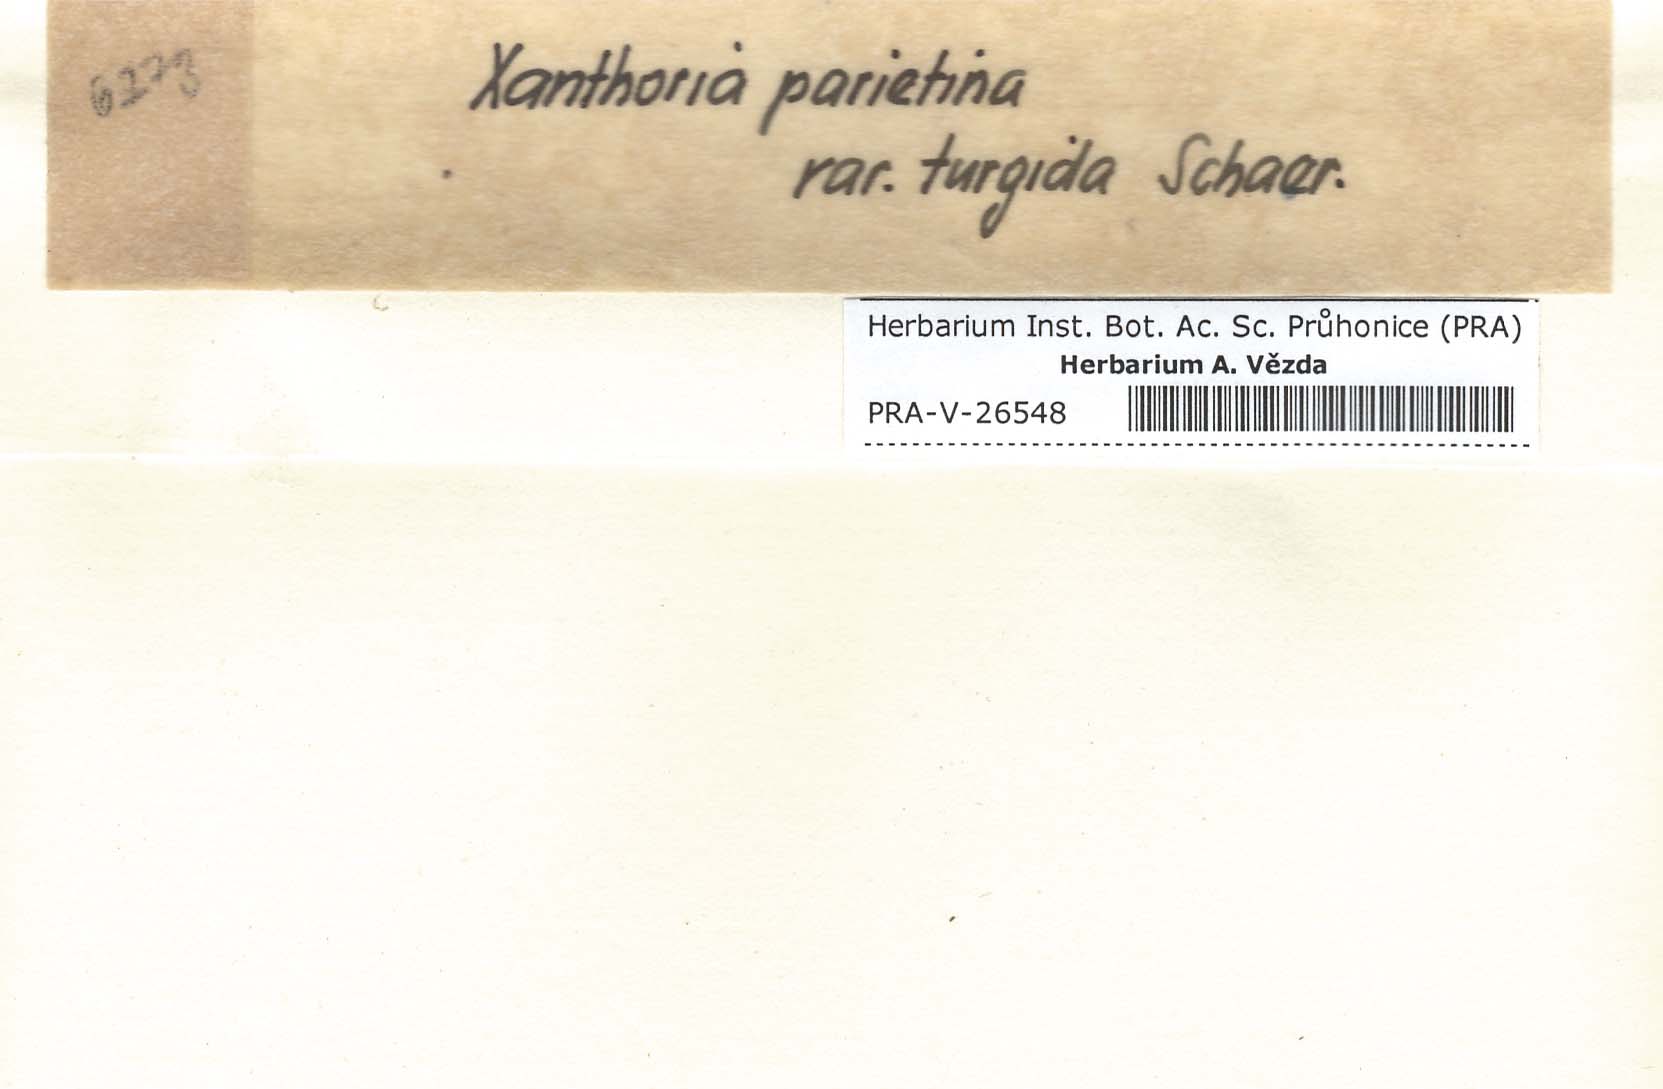 6273
Xanthoria parietina
var. turgida Schaer.
Herbarium Inst. Bot. Ac. Sc. Průhonice (PRA)
Herbarium A. Vězda
PRA-V-26548